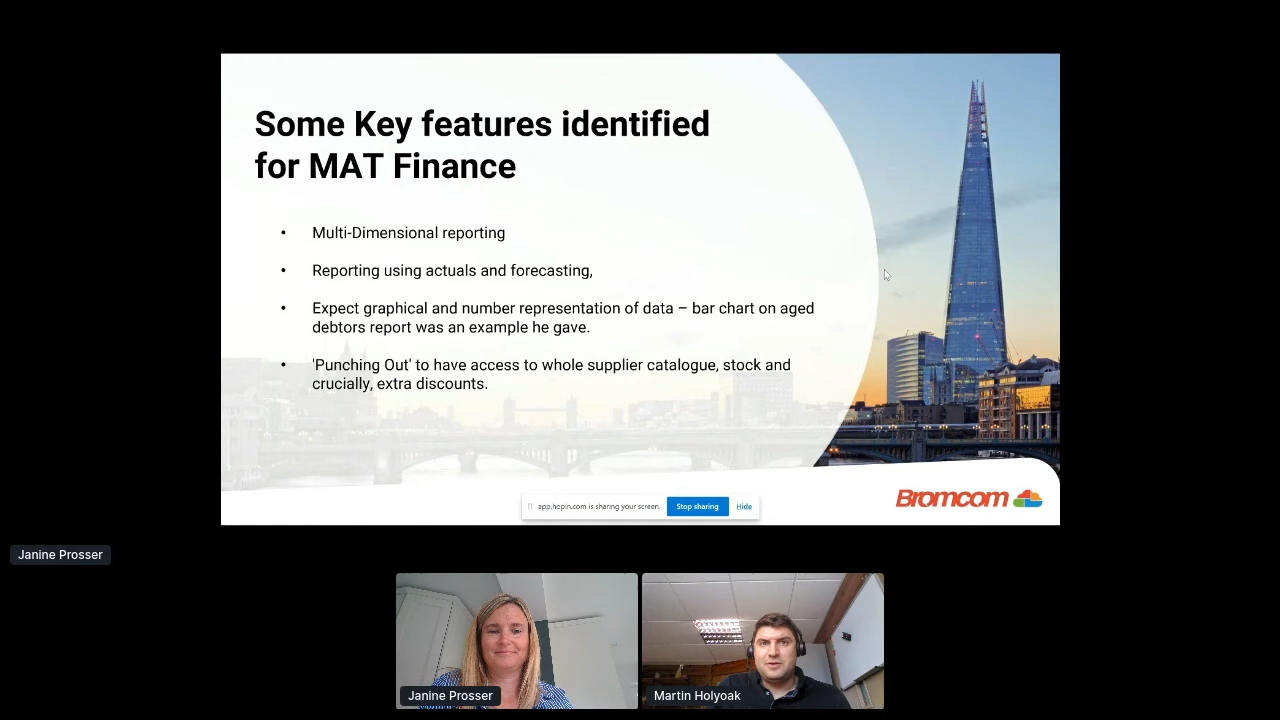 Some Key features identified
for MAT Finance
• Multi-Dimensional reporting
• Reporting using actuals and forecasting,
• Expect graphical and number representation of data – bar chart on aged
debtors report was an example he gave.
• 'Punching Out' to have access to whole supplier catalogue, stock and
crucially, extra discounts.
app.hopin.com is sharing your screen.
Stop sharing
Hide
Bromcom
Janine Prosser
Janine Prosser
Martin Holyoak